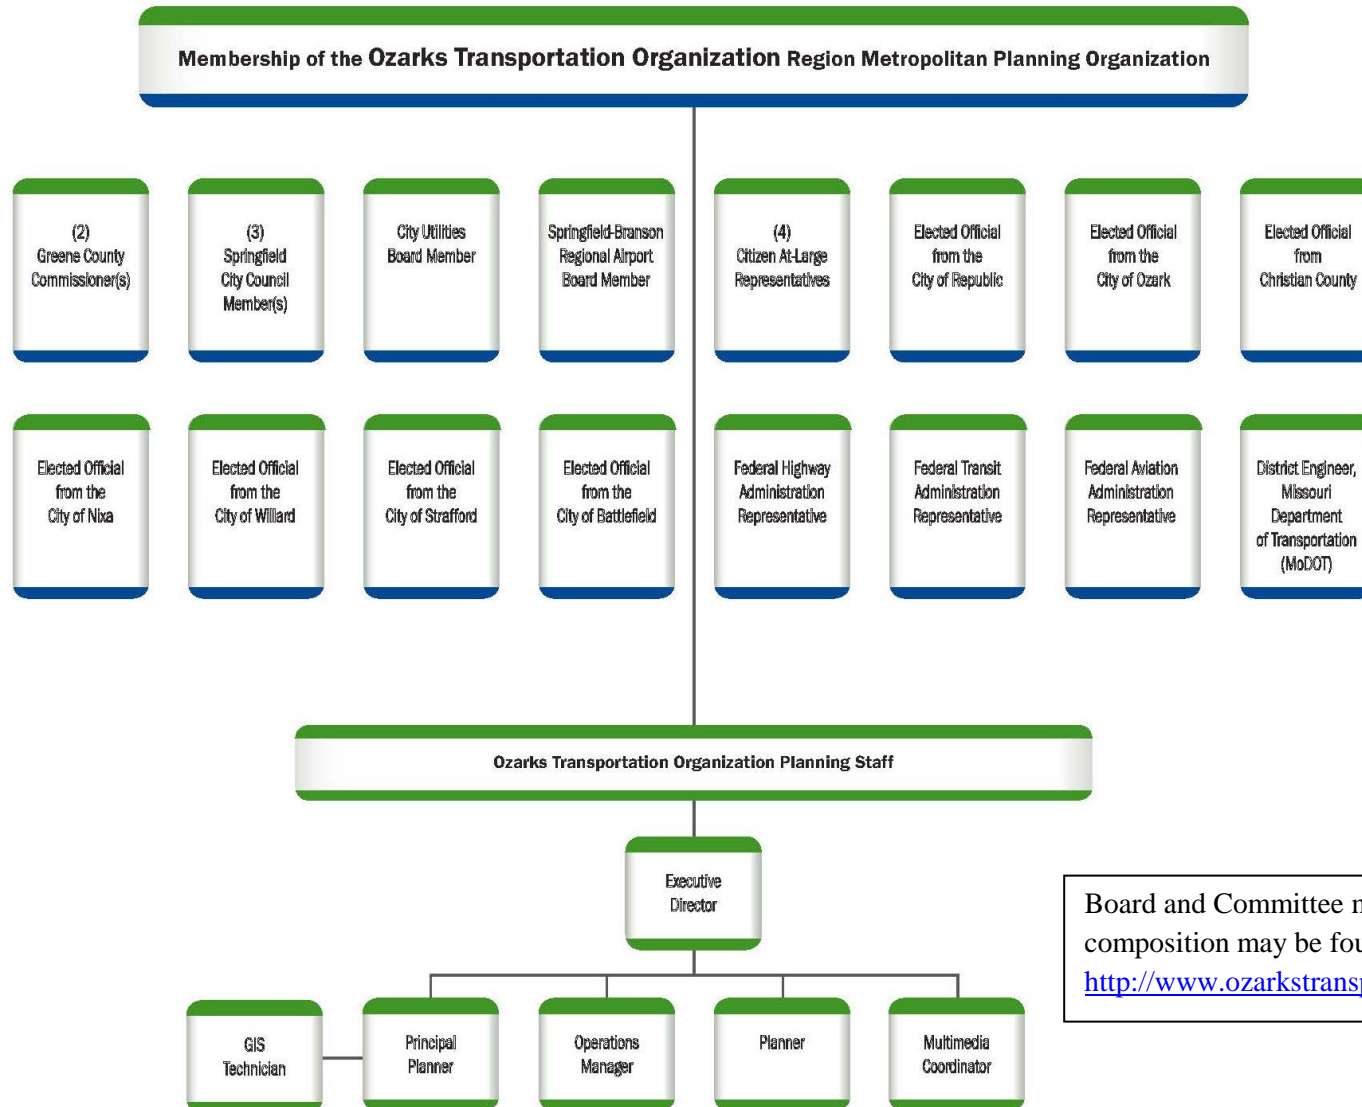 Membership of the Ozarks Transportation Organization Region Metropolitan Planning Organization
(2)
Greene County
Commissioner(s)
(3)
Springfield
City Council
Member(s)
City Utilities
Board Member
Springfield-Branson
Regional Airport
Board Member
(4)
Citizen At-Large
Representatives
Elected Official
from the
City of Republic
Elected Official
from the
City of Ozark
Elected Official
from
Christian County
Elected Official
from the
City of Nixa
Elected Official
from the
City of Willard
Elected Official
from the
City of Strafford
Elected Official
from the
City of Battlefield
Federal Highway
Administration
Representative
Federal Transit
Administration
Representative
Federal Aviation
Administration
Representative
District Engineer,
Missouri
Department
of Transportation
(MoDOT)
Ozarks Transportation Organization Planning Staff
Executive
Director
GIS
Technician
Principal
Planner
Operations
Manager
Planner
Multimedia
Coordinator
Board and Committee
composition may be
http://www.ozarkstransp